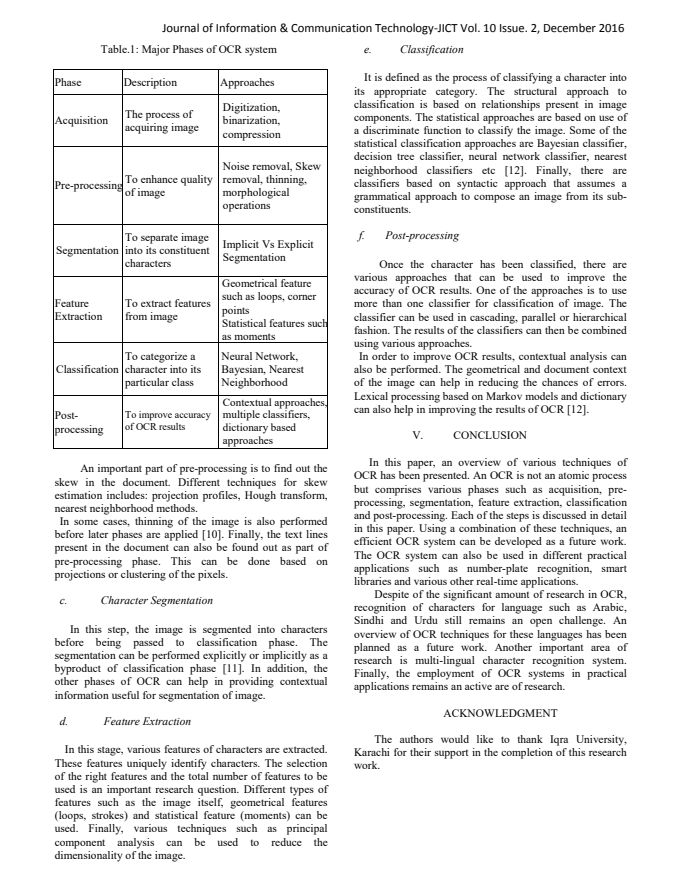 Journal of Information & Communication Technology-JICT Vol. 10 Issue. 2, December 2016
Table.1: Major Phases of OCR system
Phase Description Approaches
Acquisition The process of acquiring image Digitization, binarization, compression
Pre-processing To enhance quality of image Noise removal, Skew removal, thinning, morphological operations
Segmentation To separate image into its constituent characters Implicit Vs Explicit Segmentation
Feature Extraction To extract features from image Geometrical feature such as loops, corner points Statistical features such as moments
Classification To categorize a character into its particular class Neural Network, Bayesian, Nearest Neighborhood
Post-processing To improve accuracy of OCR results Contextual approaches, multiple classifiers, dictionary based approaches
An important part of pre-processing is to find out the
skew in the document. Different techniques for skew
estimation includes: projection profiles, Hough transform,
nearest neighborhood methods.
In some cases, thinning of the image is also performed
before later phases are applied [10]. Finally, the text lines
present in the document can also be found out as part of
pre-processing phase. This can be done based on
projections or clustering of the pixels.
c. Character Segmentation
In this step, the image is segmented into characters
before being passed to classification phase. The
segmentation can be performed explicitly or implicitly as a
byproduct of classification phase [11]. In addition, the
other phases of OCR can help in providing contextual
information useful for segmentation of image.
d. Feature Extraction
In this stage, various features of characters are extracted.
These features uniquely identify characters. The selection
of the right features and the total number of features to be
used is an important research question. Different types of
features such as the image itself, geometrical features
(loops, strokes) and statistical feature (moments) can be
used. Finally, various techniques such as principal
component analysis can be used to reduce the
dimensionality of the image.
e. Classification
It is defined as the process of classifying a character into
its appropriate category. The structural approach to
classification is based on relationships present in image
components. The statistical approaches are based on use of
a discriminate function to classify the image. Some of the
statistical classification approaches are Bayesian classifier,
decision tree classifier, neural network classifier, nearest
neighborhood classifiers etc [12]. Finally, there are
classifiers based on syntactic approach that assumes a
grammatical approach to compose an image from its sub-
constituents.
f. Post-processing
Once the character has been classified, there are
various approaches that can be used to improve the
accuracy of OCR results. One of the approaches is to use
more than one classifier for classification of image. The
classifier can be used in cascading, parallel or hierarchical
fashion. The results of the classifiers can then be combined
using various approaches.
In order to improve OCR results, contextual analysis can
also be performed. The geometrical and document context
of the image can help in reducing the chances of errors.
Lexical processing based on Markov models and dictionary
can also help in improving the results of OCR [12].
V. CONCLUSION
In this paper, an overview of various techniques of
OCR has been presented. An OCR is not an atomic process
but comprises various phases such as acquisition, pre-
processing, segmentation, feature extraction, classification
and post-processing. Each of the steps is discussed in detail
in this paper. Using a combination of these techniques, an
efficient OCR system can be developed as a future work.
The OCR system can also be used in different practical
applications such as number-plate recognition, smart
libraries and various other real-time applications.
Despite of the significant amount of research in OCR,
recognition of characters for language such as Arabic,
Sindhi and Urdu still remains an open challenge. An
overview of OCR techniques for these languages has been
planned as a future work. Another important area of
research is multi-lingual character recognition system.
Finally, the employment of OCR systems in practical
applications remains an active are of research.
ACKNOWLEDGMENT
The authors would like to thank Iqra University,
Karachi for their support in the completion of this research
work.